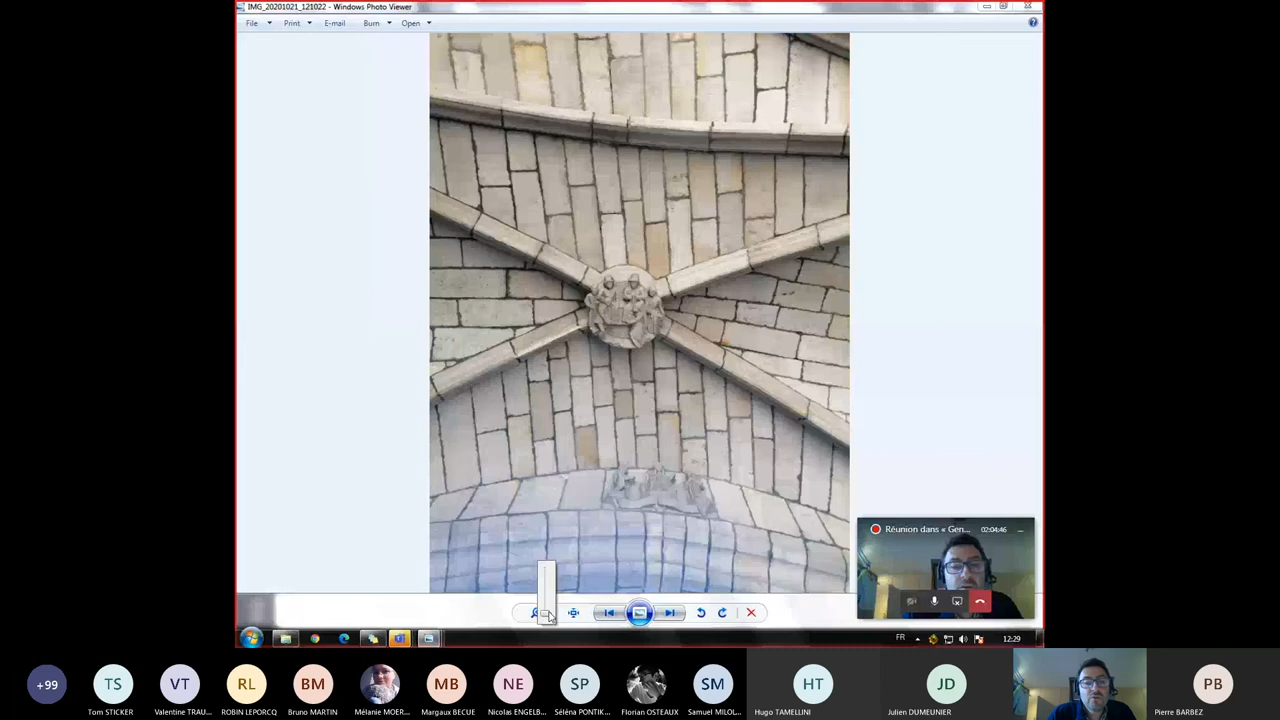 IMG_20201021_121022 - Windows Photo Viewer
File Print E-mail Burn Open
Réunion dans « Gen... 02:04:46
FR 12:29
+99 TS VT RL BM MB NE SP SM HT JD PB
Tom STICKER Valentine TRAU... ROBIN LEPORCQ Bruno MARTIN Mélanie MOER... Margaux BECUE Nicolas ENGELB... Séléna PONTIK... Florian OSTEAUX Samuel MILOL... Hugo TAMELLINI Julien DUMEUNIER Pierre BARBEZ